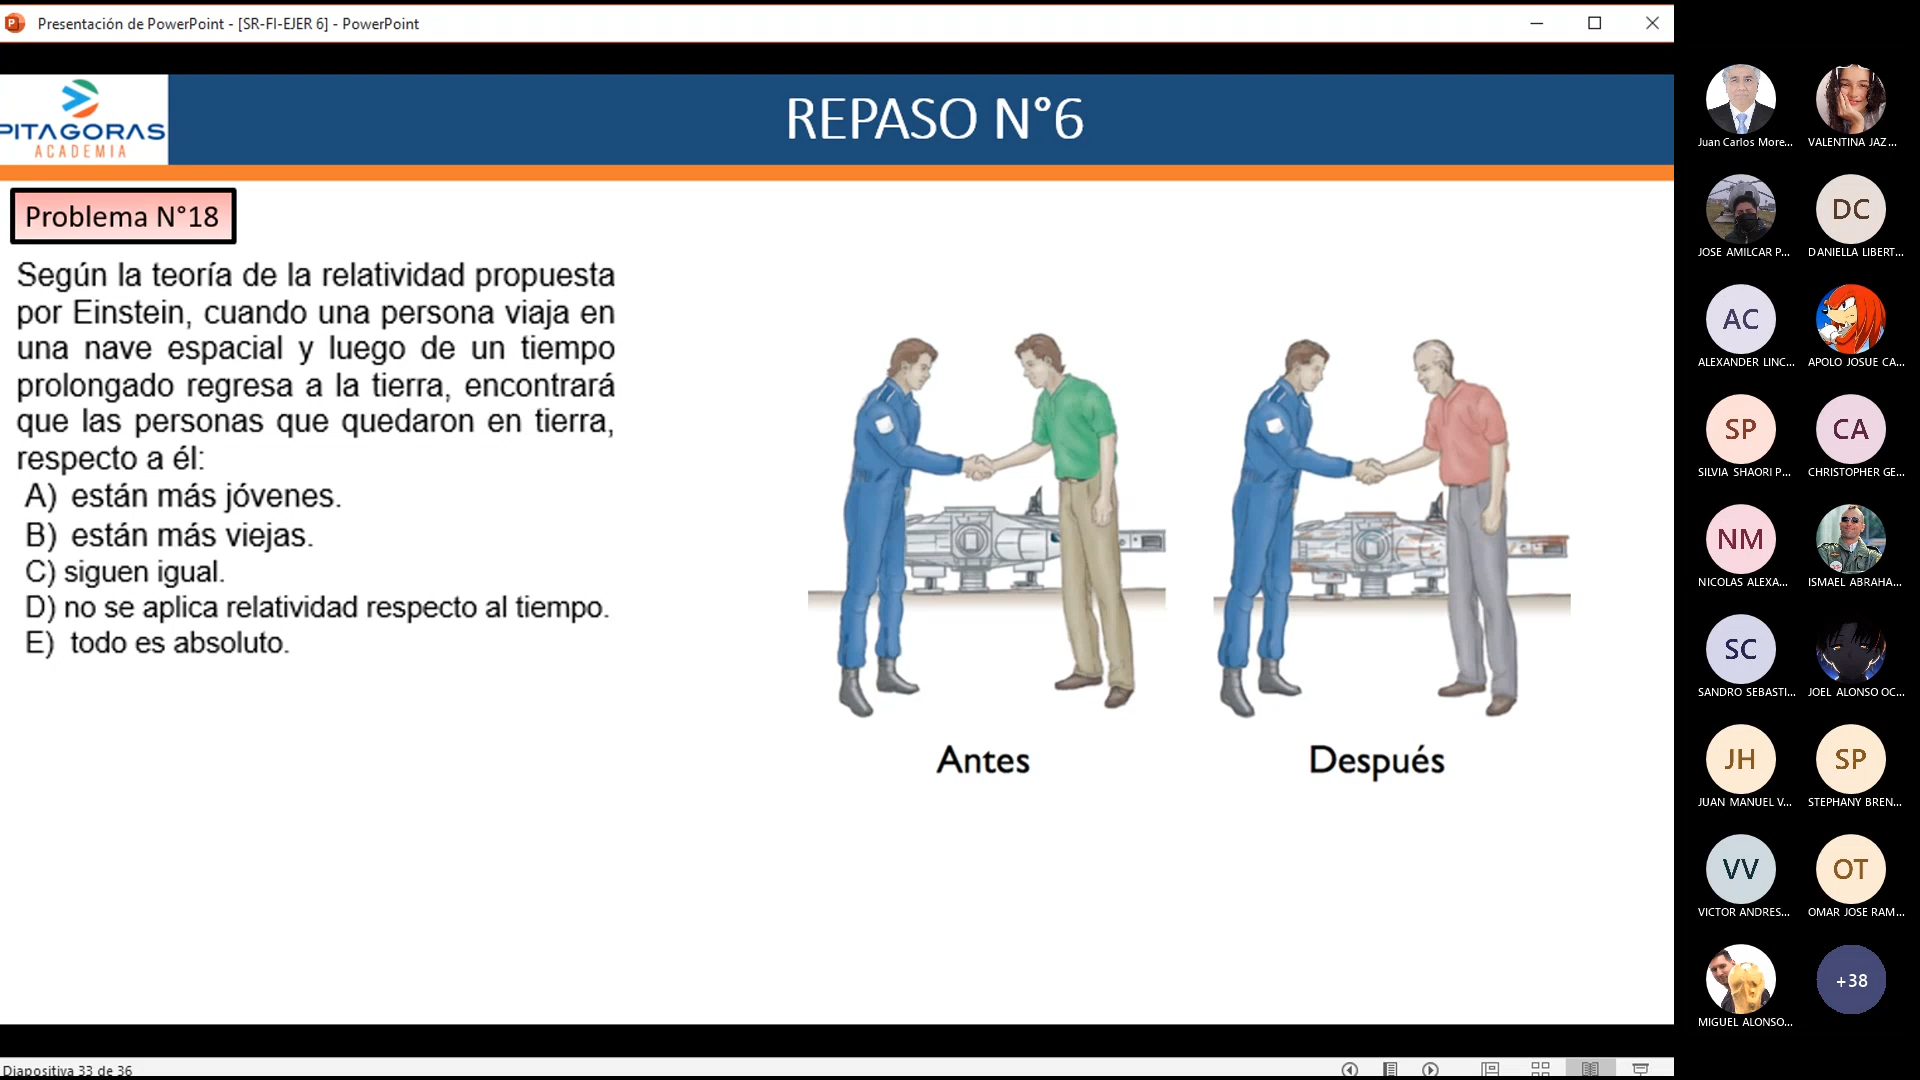 Presentación de PowerPoint - [SR-FI-EJER 6] - PowerPoint
PITAGORAS
ACADEMIA
REPASO N°6
Problema N°18
Según la teoría de la relatividad propuesta
por Einstein, cuando una persona viaja en
una nave espacial y luego de un tiempo
prolongado regresa a la tierra, encontrará
que las personas que quedaron en tierra,
respecto a él:
A) están más jóvenes.
B) están más viejas.
C) siguen igual.
D) no se aplica relatividad respecto al tiempo.
E) todo es absoluto.
Antes
Después
Diapositiva 33 de 36
Juan Carlos More...
VALENTINA JAZ...
JOSE AMILCAR P...
DC
DANIELLA LIBERT...
AC
ALEXANDER LINC...
APOLO JOSUE CA...
SP
SILVIA SHAORI P...
CA
CHRISTOPHER GE...
NM
NICOLAS ALEXA...
ISMAEL ABRAHA...
SC
SANDRO SEBASTI...
JOEL ALONSO OC...
JH
JUAN MANUEL V...
SP
STEPHANY BREN...
VV
VICTOR ANDRES...
OT
OMAR JOSE RAM...
MIGUEL ALONSO...
+38